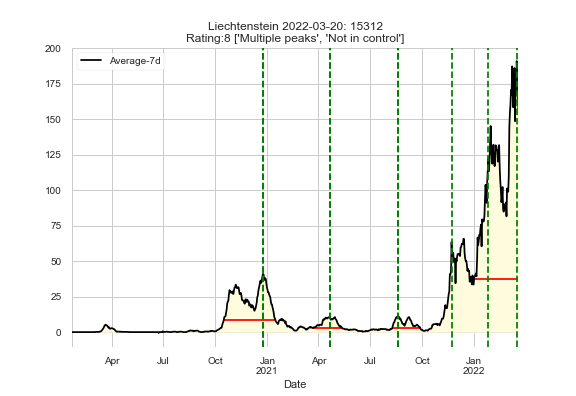 Liechtenstein 2022-03-20: 15312
Rating:8 ['Multiple peaks', 'Not in control']
Average-7d
200
175
150
125
100
75
50
25
0
Apr Jul Oct Jan Apr Jul Oct Jan
2021 2022
Date